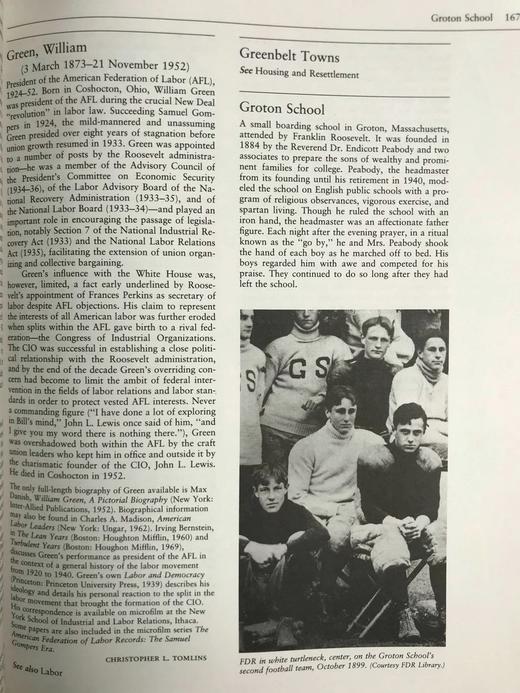 Groton School 167
Green, William
(3 March 1873–21 November 1952)
President of the American Federation of Labor (AFL),
1924–52. Born in Coshocton, Ohio, William Green
was president of the AFL during the crucial New Deal
“revolution” in labor law. Succeeding Samuel Gom-
pers in 1924, the mild-mannered and unassuming
Green presided over eight years of stagnation before
union growth resumed in 1933. Green was appointed
to a number of posts by the Roosevelt administra-
tion—he was a member of the Advisory Council of
the President’s Committee on Economic Security
(1934–36), of the Labor Advisory Board of the Na-
tional Recovery Administration (1933–35), and of
the National Labor Board (1933–34)—and played an
important role in encouraging the passage of legisla-
tion, notably Section 7 of the National Industrial Re-
covery Act (1933) and the National Labor Relations
Act (1935), facilitating the extension of union organ-
izing and collective bargaining.
Green’s influence with the White House was,
however, limited, a fact early underlined by Roose-
velt’s appointment of Frances Perkins as secretary of
labor despite AFL objections. His claim to represent
the interests of all American labor was further eroded
when splits within the AFL gave birth to a rival fed-
eration—the Congress of Industrial Organizations.
The CIO was successful in establishing a close politi-
cal relationship with the Roosevelt administration,
and by the end of the decade Green’s overriding con-
cern had become to limit the ambit of federal inter-
vention in the fields of labor relations and labor stan-
dards in order to protect vested AFL interests. Never
a commanding figure (“I have done a lot of exploring
in Bill’s mind,” John L. Lewis once said of him, “and
I give you my word there is nothing there.”), Green
was overshadowed both within the AFL by the craft
union leaders who kept him in office and outside it by
the charismatic founder of the CIO, John L. Lewis.
He died in Coshocton in 1952.
The only full-length biography of Green available is Max
Danish, William Green, A Pictorial Biography (New York:
Inter-Allied Publications, 1952). Biographical information
may also be found in Charles A. Madison, American
Labor Leaders (New York: Ungar, 1962). Irving Bernstein,
in The Lean Years (Boston: Houghton Mifflin, 1960) and
Turbulent Years (Boston: Houghon Mifflin, 1969),
discusses Green’s performance as president of the AFL in
the context of a general history of the labor movement
from 1920 to 1940. Green’s own Labor and Democracy
(Princeton: Princeton University Press, 1939) describes his
ideology and details his personal reaction to the split in the
labor movement that brought the formation of the CIO.
His correspondence is available on microfilm at the New
York School of Industrial and Labor Relations, Ithaca.
Some papers are also included in the microfilm series The
American Federation of Labor Records: The Samuel
Gompers Era.
CHRISTOPHER L. TOMLINS
See also Labor
Greenbelt Towns
See Housing and Resettlement
Groton School
A small boarding school in Groton, Massachusetts,
attended by Franklin Roosevelt. It was founded in
1884 by the Reverend Dr. Endicott Peabody and two
associates to prepare the sons of wealthy and promi-
nent families for college. Peabody, the headmaster
from its founding until his retirement in 1940, mod-
eled the school on English public schools with a pro-
gram of religious observances, vigorous exercise, and
spartan living. Though he ruled the school with an
iron hand, the headmaster was an affectionate father
figure. Each night after the evening prayer, in a ritual
known as the “go by,” he and Mrs. Peabody shook
the hand of each boy as he marched off to bed. His
boys regarded him with awe and competed for his
praise. They continued to do so long after they had
left the school.
S
G S
FDR in white turtleneck, center, on the Groton School’s
second football team, October 1899. (Courtesy FDR Library.)